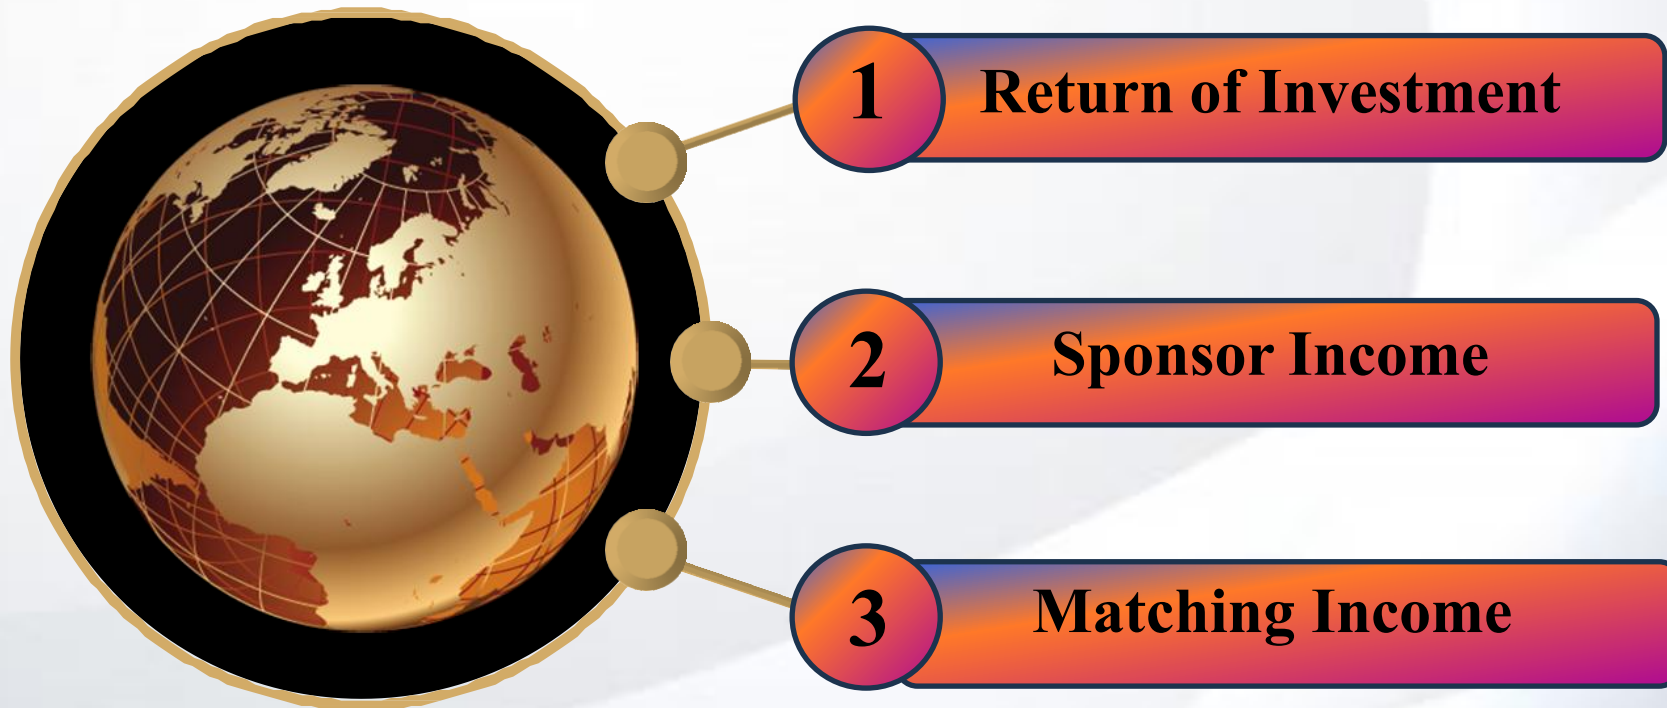 1 Return of Investment
2 Sponsor Income
3 Matching Income